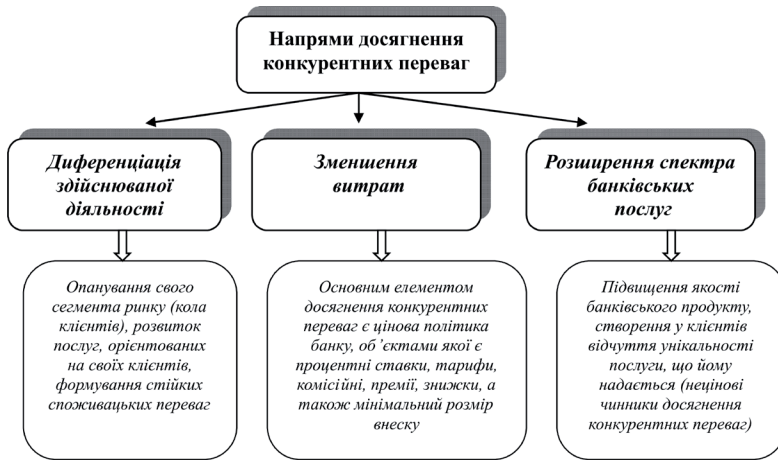 Напрями досягнення
конкурентних переваг
Диференціація
здійснюваної
діяльності
Зменшення
витрат
Розширення спектра
банківських
послуг
Опанування свого
сегмента ринку (кола
клієнтів), розвиток
послуг, орієнтованих
на своїх клієнтів,
формування стійких
споживацьких переваг
Основним елементом
досягнення конкурентних
переваг є цінова політика
банку, об’єктами якої є
процентні ставки, тарифи,
комісійні, премії, знижки, а
також мінімальний розмір
внеску
Підвищення якості
банківського продукту,
створення у клієнтів
відчуття унікальності
послуги, що йому
надається (нецінові
чинники досягнення
конкурентних переваг)